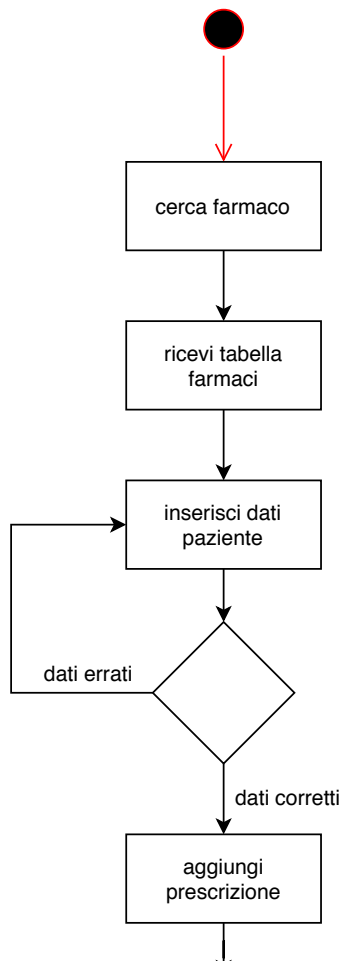 cerca farmaco
ricevi tabella
farmaci
inserisci dati
paziente
dati errati
dati corretti
aggiungi
prescrizione